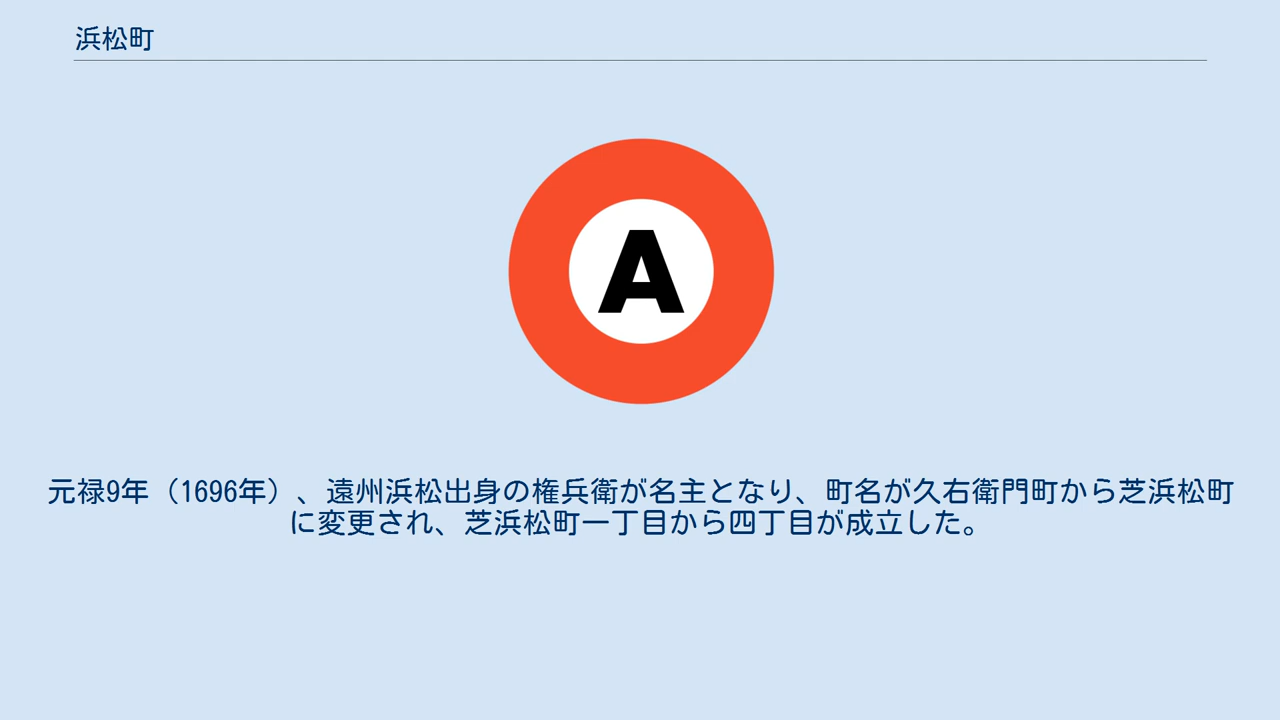 浜松町
A
元禄9年（1696年）、遠州浜松出身の権兵衛が名主となり、町名が久右衛門町から芝浜松町
に変更され、芝浜松町一丁目から四丁目が成立した。